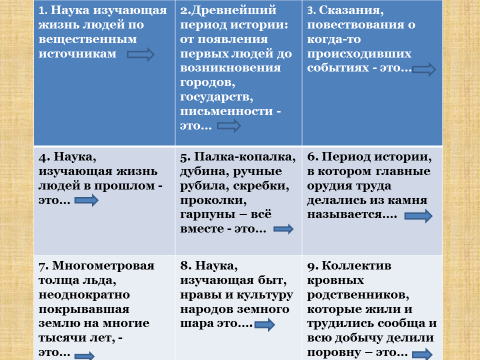 1. Наука изучающая
жизнь людей по
вещественным
источникам
2.Древнейший
период истории:
от появления
первых людей до
возникновения
городов,
государств,
письменности -
это...
3. Сказания,
повествования о
когда-то
происходивших
событиях - это...
4. Наука,
изучающая жизнь
людей в прошлом -
это...
5. Палка-копалка,
дубина, ручные
рубила, скребки,
проколки,
гарпуны – всё
вместе - это...
6. Период истории,
в котором главные
орудия труда
делались из камня
называется....
7. Многометровая
толща льда,
неоднократно
покрывавшая
землю на многие
тысячи лет, -
это...
8. Наука,
изучающая быт,
нравы и культуру
народов земного
шара это....
9. Коллектив
кровных
родственников,
которые жили и
трудились сообща и
всю добычу делили
поровну – это...